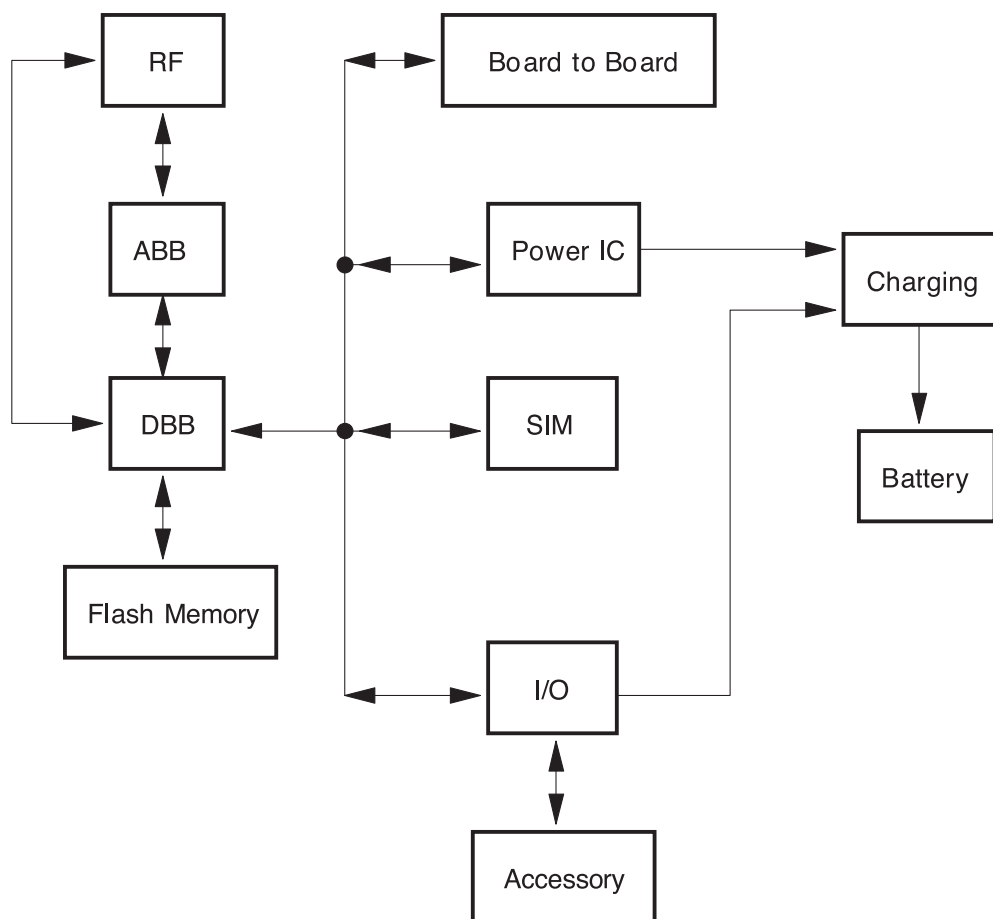 RF
Board to Board
ABB
Power IC
Charging
DBB
SIM
Battery
Flash Memory
I/O
Accessory